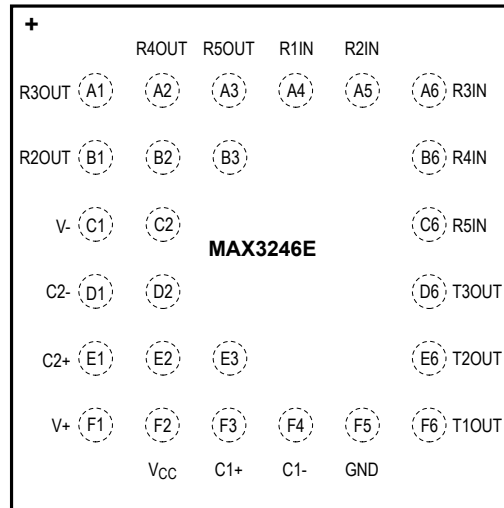 +
R4OUT R5OUT R1IN R2IN
R3OUT A1 A2 A3 A4 A5 A6 R3IN
R2OUT B1 B2 B3 B6 R4IN
V- C1 C2 C6 R5IN
MAX3246E
C2- D1 D2 D6 T3OUT
C2+ E1 E2 E3 E6 T2OUT
V+ F1 F2 F3 F4 F5 F6 T1OUT
VCC C1+ C1- GND